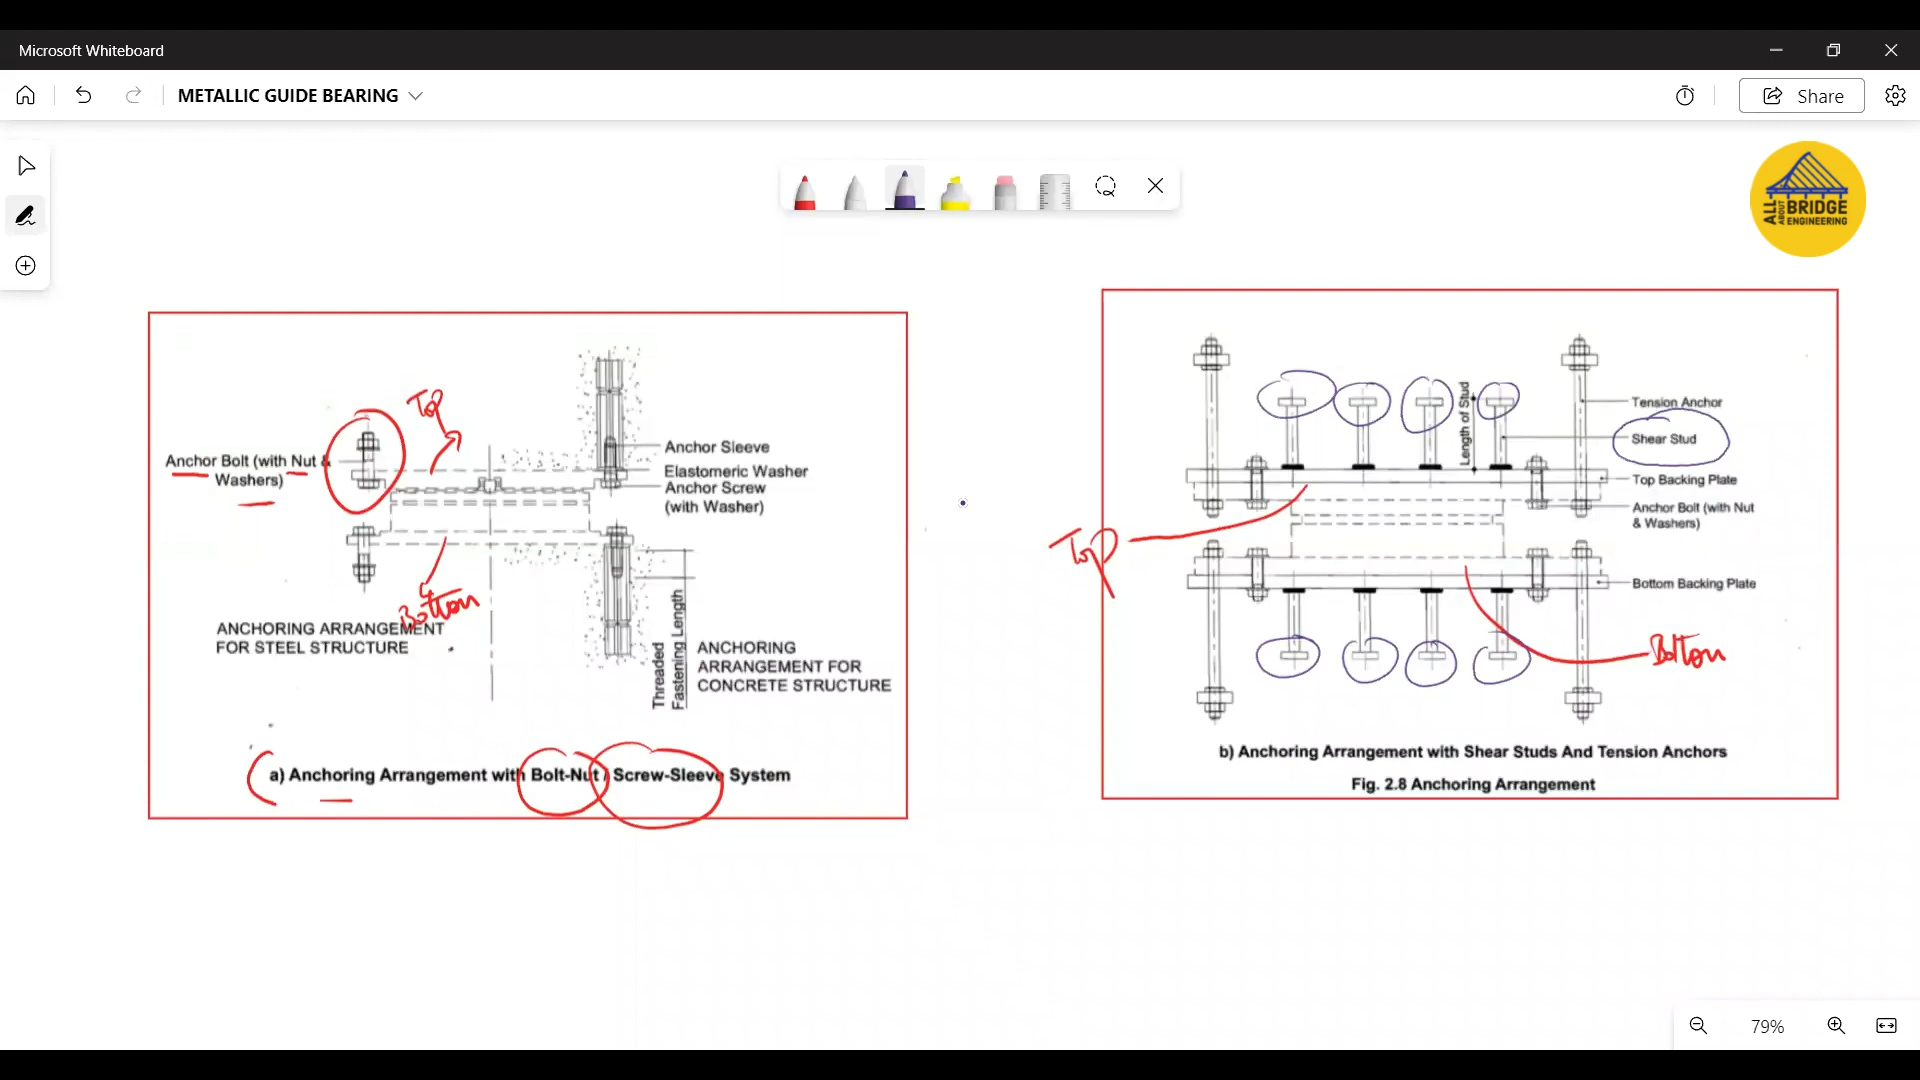 Microsoft Whiteboard
METALLIC GUIDE BEARING
Share
ALL ABOUT BRIDGE ENGINEERING
Top
Anchor Bolt (with Nut &
Washers)
Anchor Sleeve
Elastomeric Washer
Anchor Screw
(with Washer)
Bottom
ANCHORING ARRANGEMENT
FOR STEEL STRUCTURE
Threaded
Fastening Length
ANCHORING
ARRANGEMENT FOR
CONCRETE STRUCTURE
a) Anchoring Arrangement with Bolt-Nut / Screw-Sleeve System
Length of Stud
Tension Anchor
Shear Stud
Top Backing Plate
Anchor Bolt (with Nut
& Washers)
Top
Bottom Backing Plate
Bottom
b) Anchoring Arrangement with Shear Studs And Tension Anchors
Fig. 2.8 Anchoring Arrangement
79%